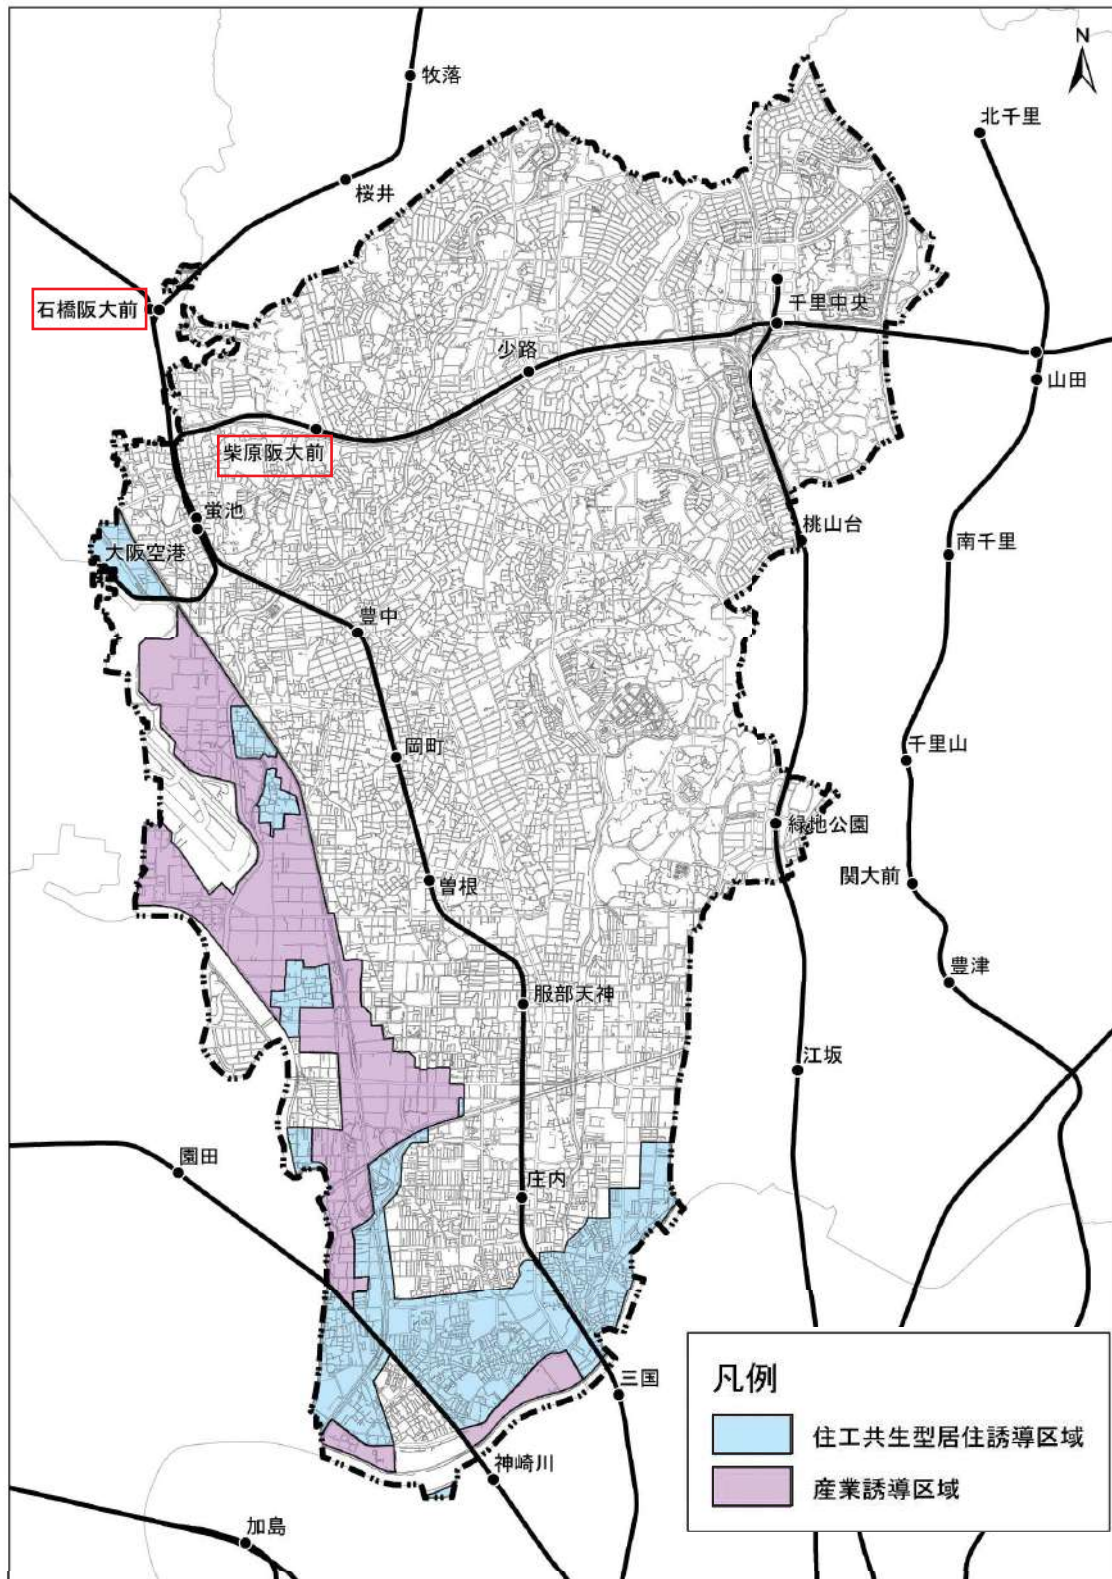 N
牧落
北千里
桜井
石橋阪大前
千里中央
少路
山田
柴原阪大前
蛍池
桃山台
大阪空港
南千里
豊中
岡町
千里山
緑地公園
曽根
関大前
豊津
服部天神
江坂
園田
庄内
三国
凡例
住工共生型居住誘導区域
神崎川
産業誘導区域
加島